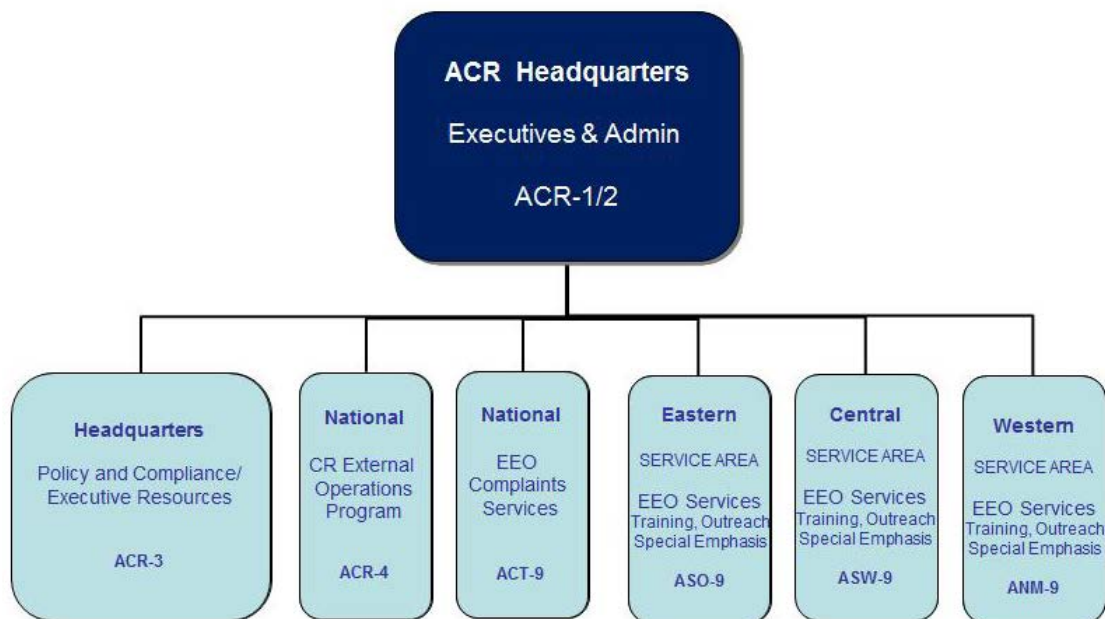 ACR Headquarters
Executives & Admin
ACR-1/2
Headquarters
Policy and Compliance/
Executive Resources
ACR-3
National
CR External
Operations
Program
ACR-4
National
EEO
Complaints
Services
ACT-9
Eastern
SERVICE AREA
EEO Services
Training, Outreach
Special Emphasis
ASO-9
Central
SERVICE AREA
EEO Services
Training, Outreach
Special Emphasis
ASW-9
Western
SERVICE AREA
EEO Services
Training, Outreach
Special Emphasis
ANM-9